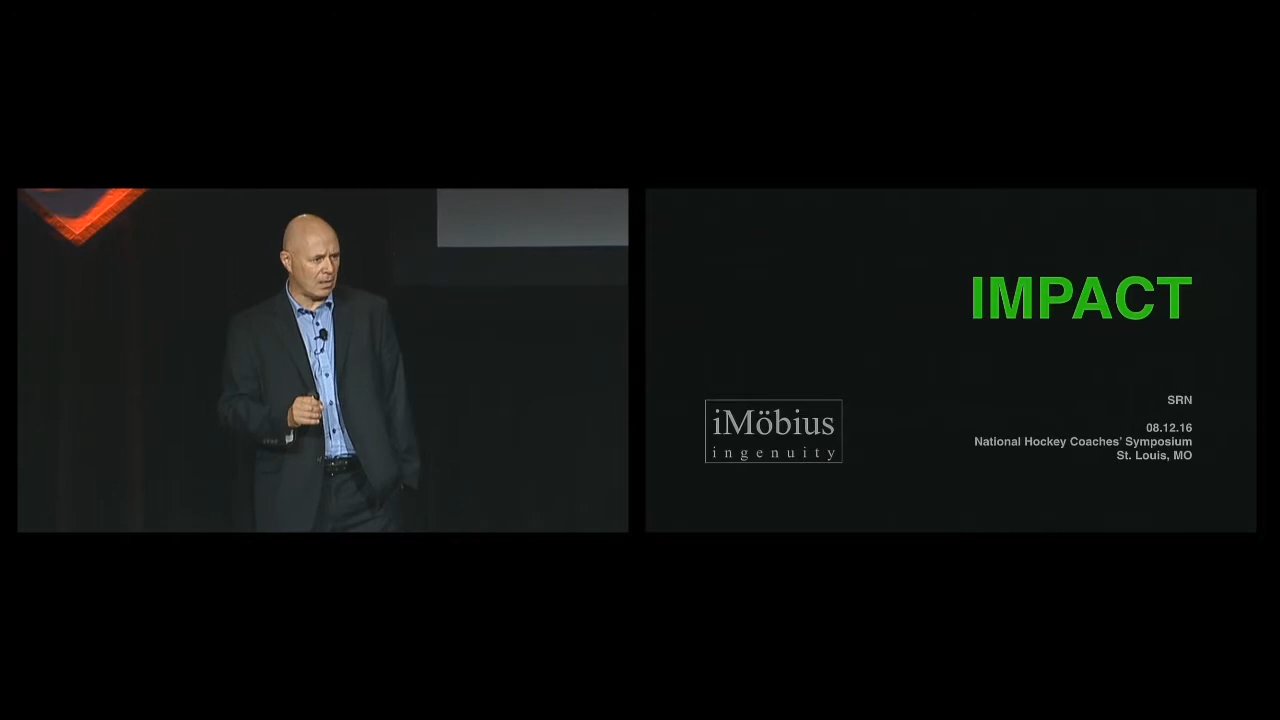 IMPACT
SRN
08.12.16
National Hockey Coaches' Symposium
St. Louis, MO
iMöbius
ingenuity